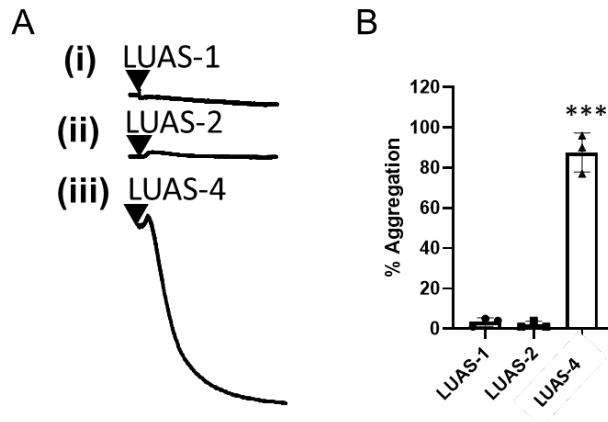 A
(i) LUAS-1
(ii) LUAS-2
(iii) LUAS-4
B
% Aggregation
120
100
80
60
40
20
0
***
LUAS-1
LUAS-2
LUAS-4